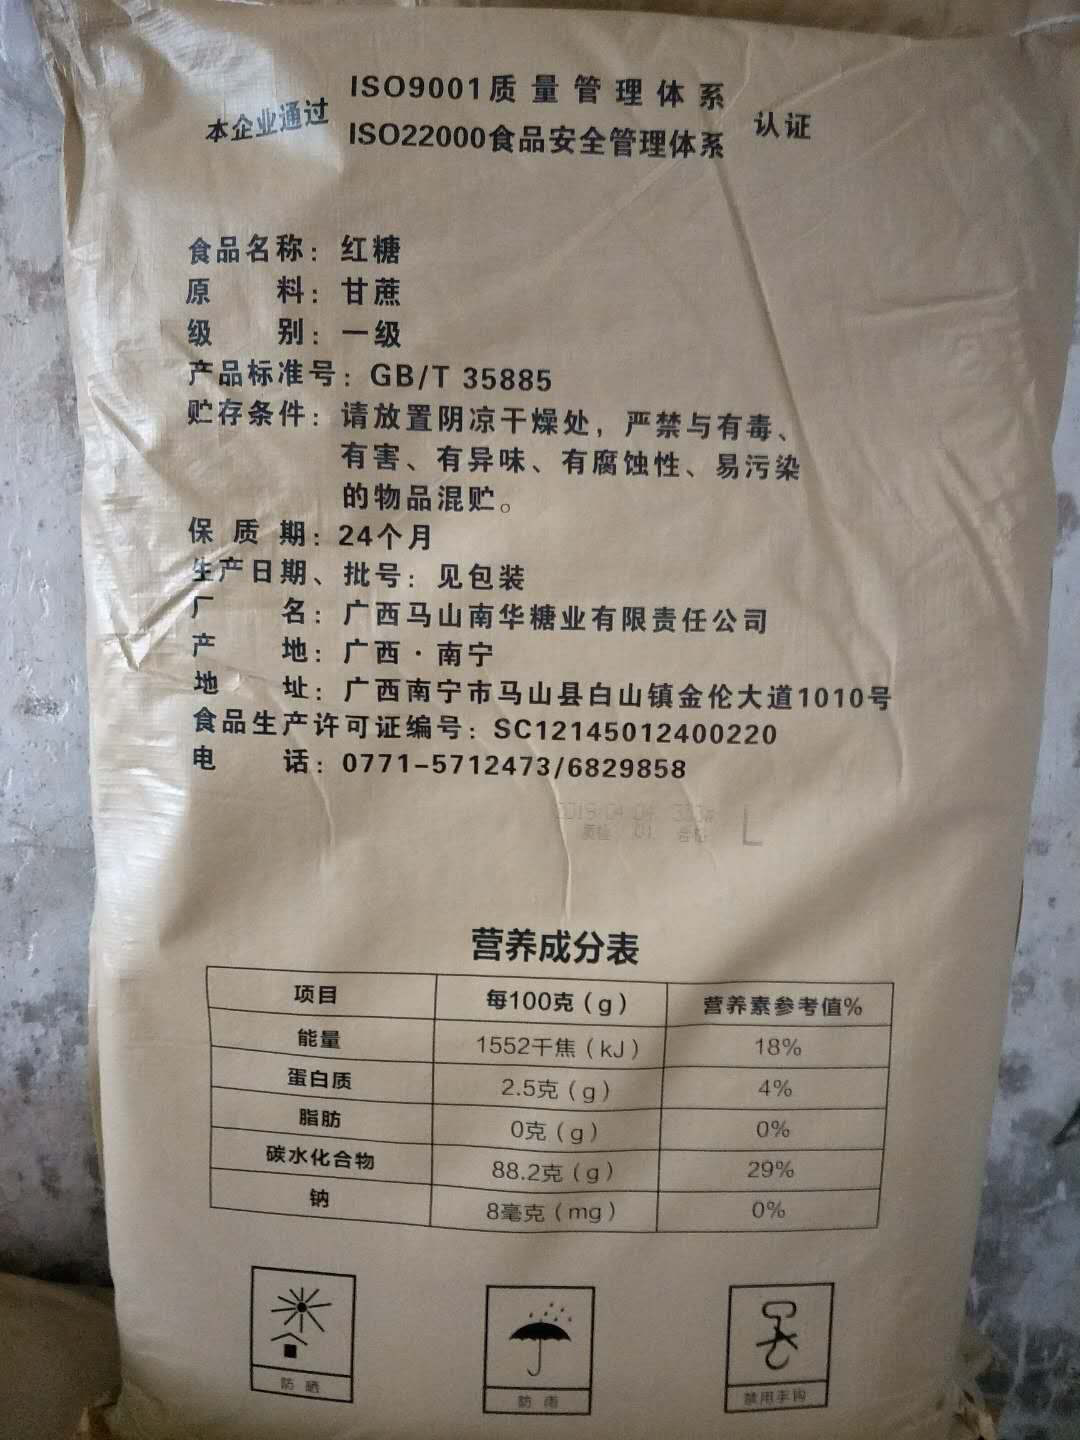 本企业通过 ISO9001质量管理体系 认证
ISO22000食品安全管理体系
食品名称：红糖
原料：甘蔗
级别：一级
产品标准号：GB/T 35885
贮存条件：请放置阴凉干燥处，严禁与有毒、
有害、有异味、有腐蚀性、易污染
的物品混贮。
保质期：24个月
生产日期、批号：见包装
厂名：广西马山南华糖业有限责任公司
产地：广西·南宁
地址：广西南宁市马山县白山镇金伦大道1010号
食品生产许可证编号：SC12145012400220
电话：0771-5712473/6829858
2019 04 04 L
质检 01 合格
营养成分表
项目 每100克（g） 营养素参考值%
能量 1552千焦（kJ） 18%
蛋白质 2.5克（g） 4%
脂肪 0克（g） 0%
碳水化合物 88.2克（g） 29%
钠 8毫克（mg） 0%
防晒 防雨 禁用手钩